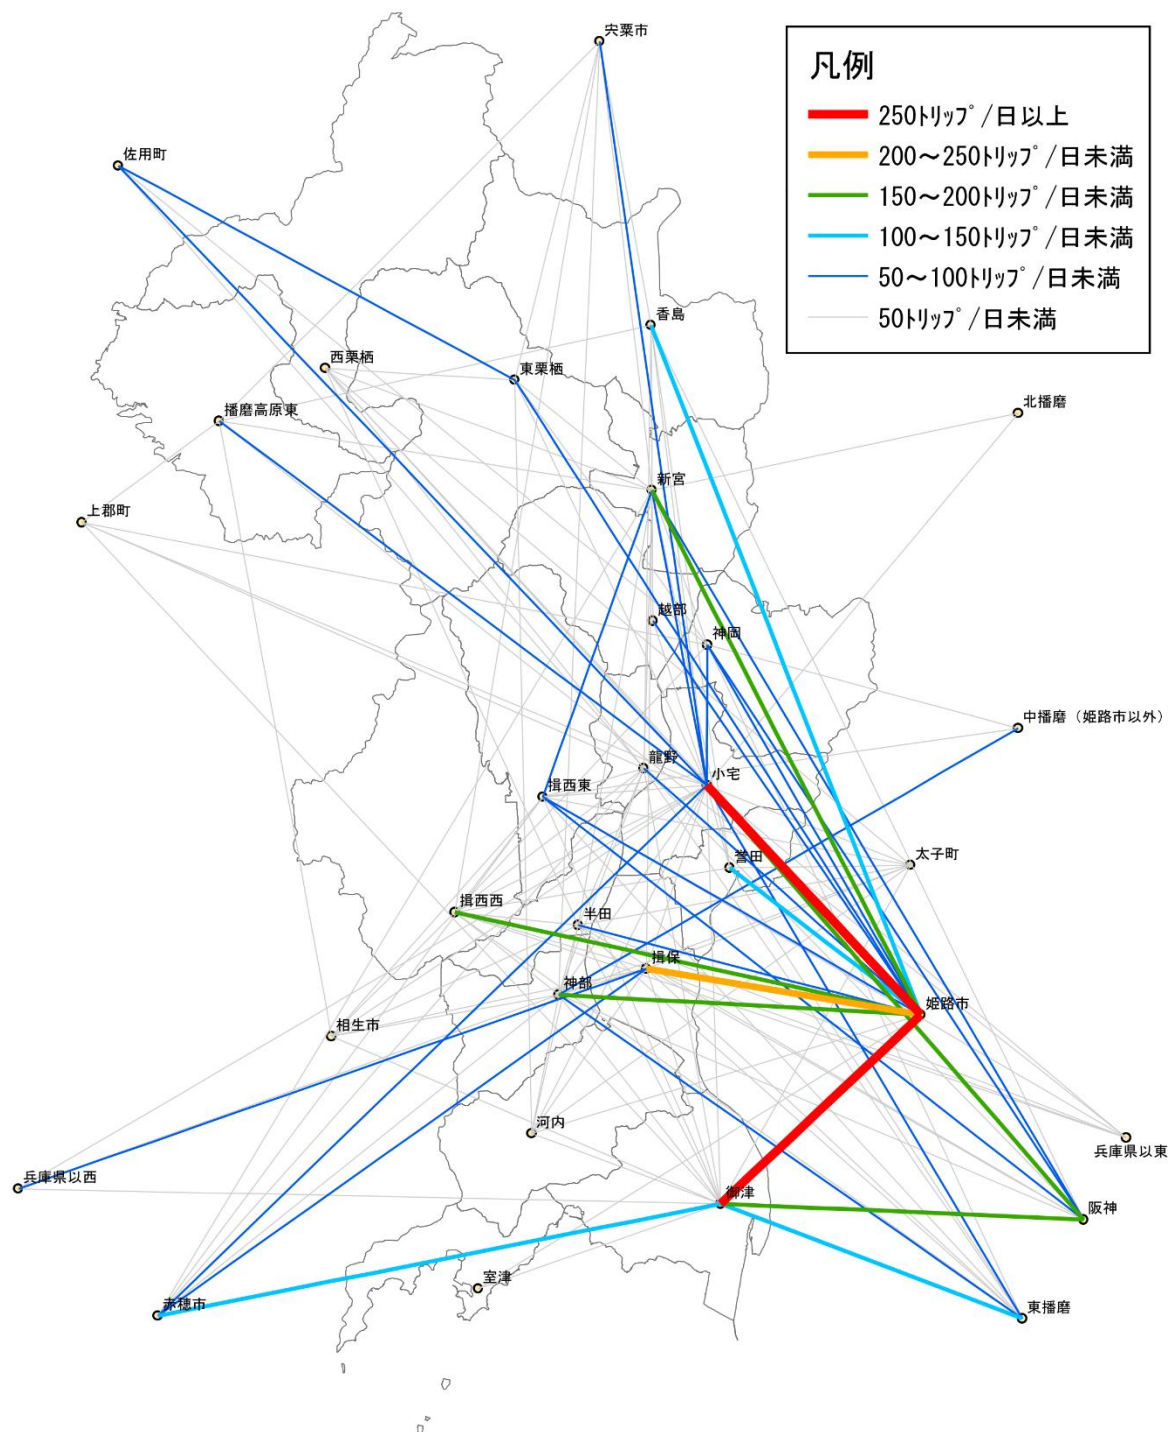 宍粟市
凡例
250ﾄﾘｯﾌﾟ/日以上
200～250ﾄﾘｯﾌﾟ/日未満
150～200ﾄﾘｯﾌﾟ/日未満
100～150ﾄﾘｯﾌﾟ/日未満
50～100ﾄﾘｯﾌﾟ/日未満
50ﾄﾘｯﾌﾟ/日未満
佐用町
香島
西栗栖
東栗栖
北播磨
播磨高原東
新宮
上郡町
越部
神岡
中播磨（姫路市以外）
龍野
小宅
揖西東
誉田
太子町
揖西西
半田
揖保
神部
姫路市
相生市
河内
兵庫県以東
兵庫県以西
御津
阪神
室津
赤穂市
東播磨